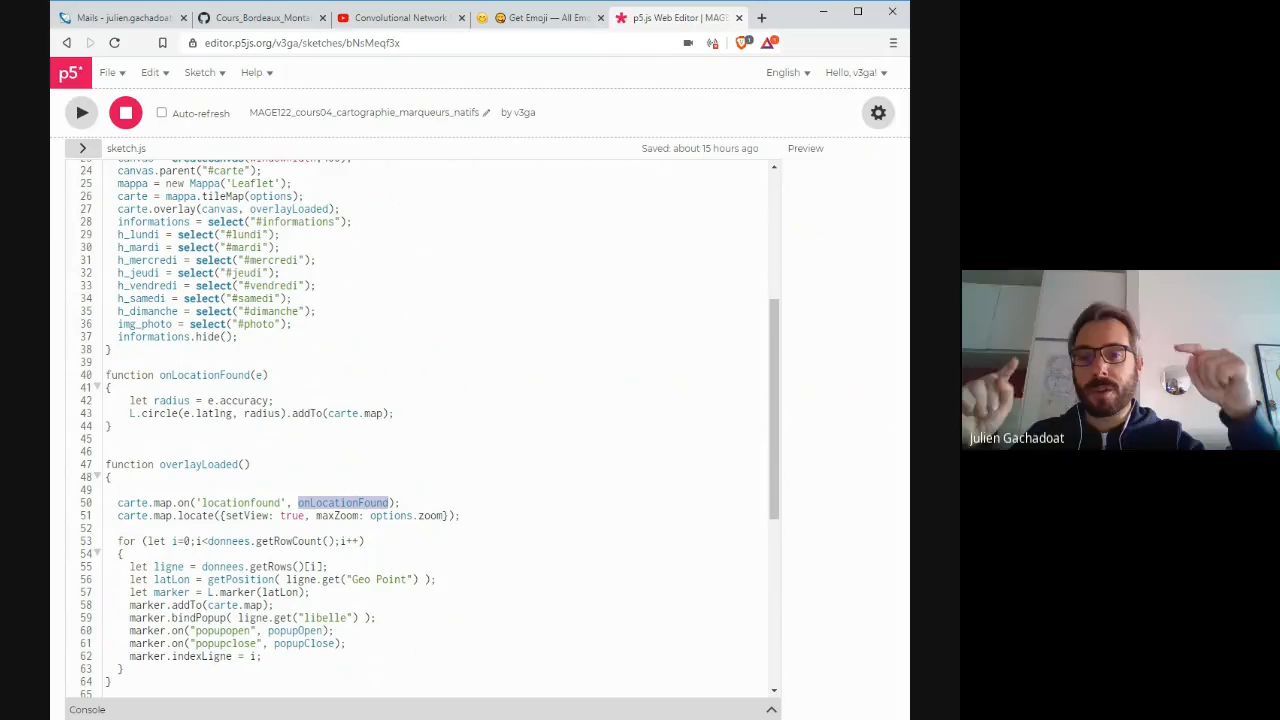 Mails - julien.gachadoat
Cours_Bordeaux_Monta
Convolutional Network
Get Emoji — All Emo
p5.js Web Editor | MAGE
editor.p5js.org/v3ga/sketches/bNsMeqf3x
p5* File Edit Sketch Help English Hello, v3ga!
Auto-refresh MAGE122_cours04_cartographie_marqueurs_natifs by v3ga
sketch.js Saved: about 15 hours ago Preview
24 canvas.parent("#carte");
25 mappa = new Mappa('Leaflet');
26 carte = mappa.tileMap(options);
27 carte.overlay(canvas, overlayLoaded);
28 informations = select("#informations");
29 h_lundi = select("#lundi");
30 h_mardi = select("#mardi");
31 h_mercredi = select("#mercredi");
32 h_jeudi = select("#jeudi");
33 h_vendredi = select("#vendredi");
34 h_samedi = select("#samedi");
35 h_dimanche = select("#dimanche");
36 img_photo = select("#photo");
37 informations.hide();
38 }
39
40 function onLocationFound(e)
41 {
42 let radius = e.accuracy;
43 L.circle(e.latlng, radius).addTo(carte.map);
44 }
45
46
47 function overlayLoaded()
48 {
49
50 carte.map.on('locationfound', onLocationFound);
51 carte.map.locate({setView: true, maxZoom: options.zoom});
52
53 for (let i=0;i<donnees.getRowCount();i++)
54 {
55 let ligne = donnees.getRows()[i];
56 let latLon = getPosition( ligne.get("Geo Point") );
57 let marker = L.marker(latLon);
58 marker.addTo(carte.map);
59 marker.bindPopup( ligne.get("libelle") );
60 marker.on("popupopen", popupOpen);
61 marker.on("popupclose", popupClose);
62 marker.indexLigne = i;
63 }
64 }
65
Console
Julien Gachadoat